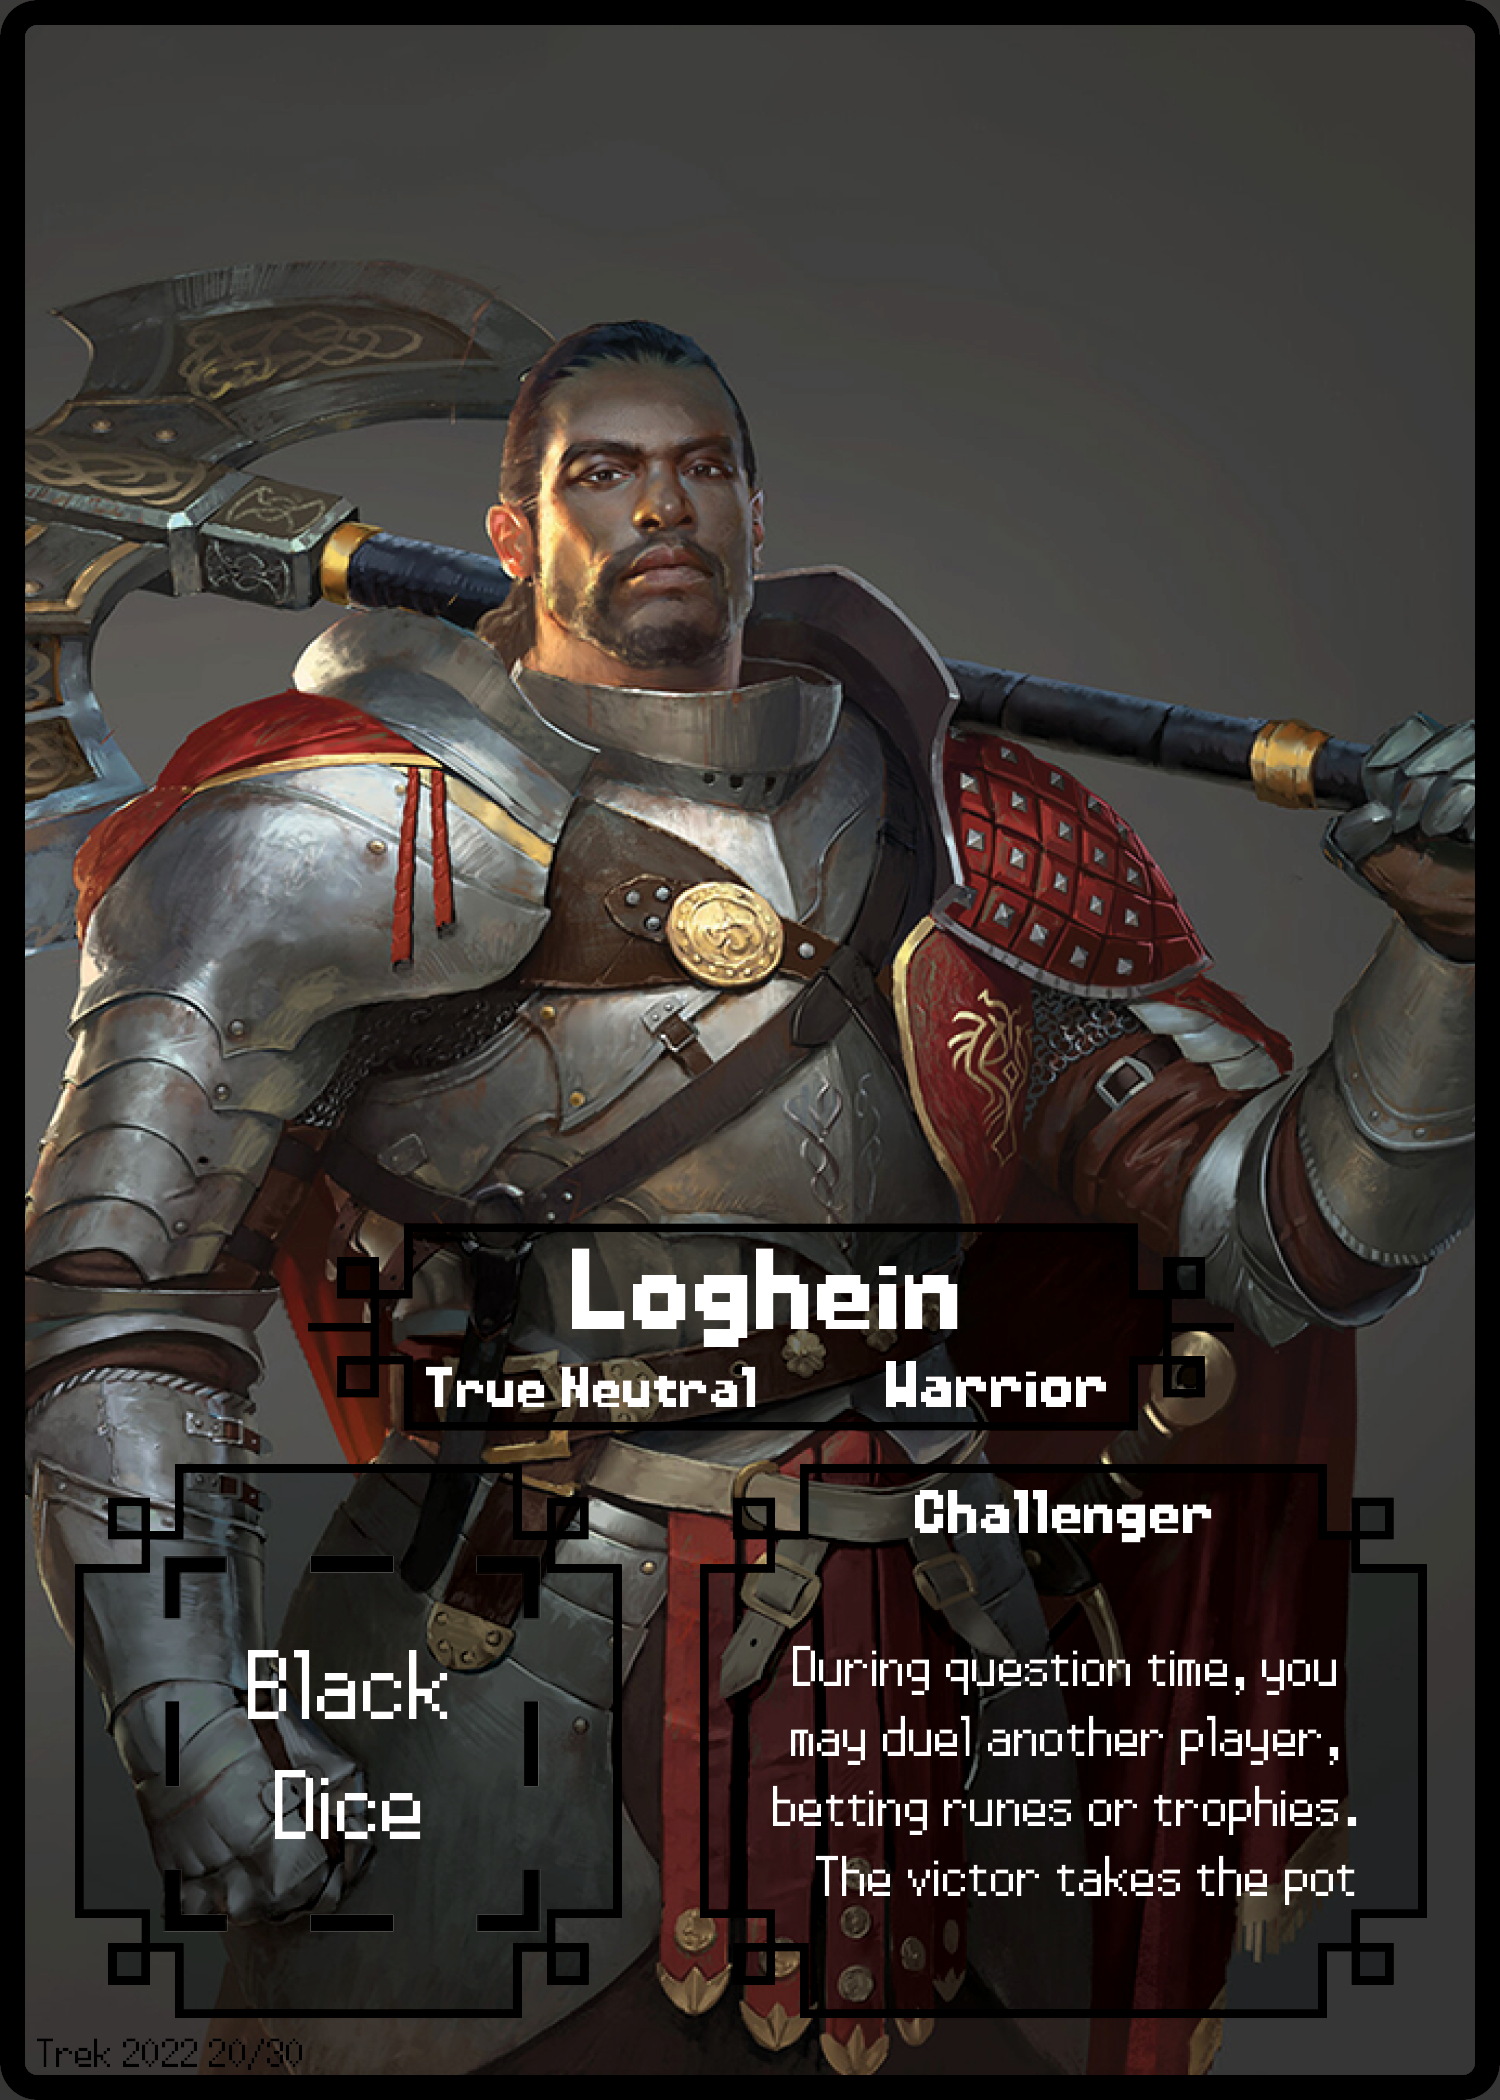 Loghein
True Neutral Warrior
Black
Dice
Challenger
During question time, you
may duel another player,
betting runes or trophies.
The victor takes the pot
Trek 2022 20/30